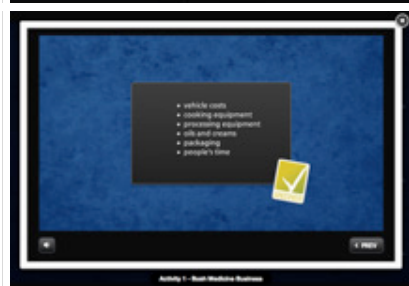 • vehicle costs
• cooking equipment
• processing equipment
• oils and creams
• packaging
• people's time
PREV
Activity 1 - Bush Medicine Business